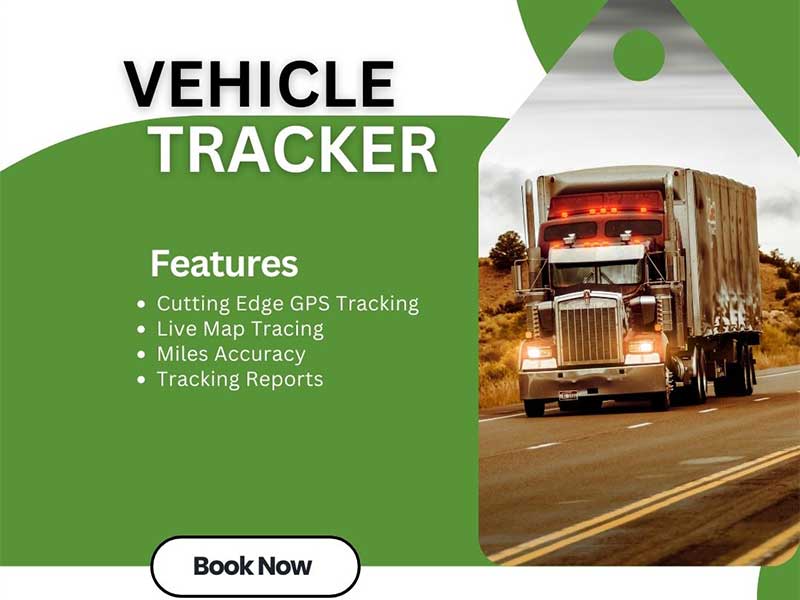 VEHICLE
TRACKER
Features
• Cutting Edge GPS Tracking
• Live Map Tracing
• Miles Accuracy
• Tracking Reports
Book Now